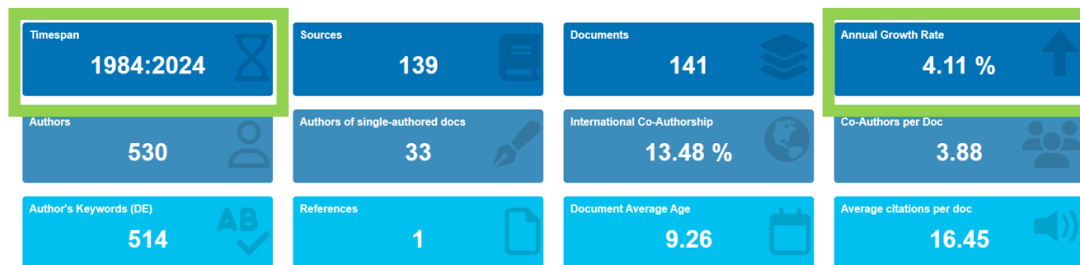 Timespan
1984:2024
Sources
139
Documents
141
Annual Growth Rate
4.11 %
Authors
530
Authors of single-authored docs
33
International Co-Authorship
13.48 %
Co-Authors per Doc
3.88
Author's Keywords (DE)
514
AB
References
1
Document Average Age
9.26
Average citations per doc
16.45